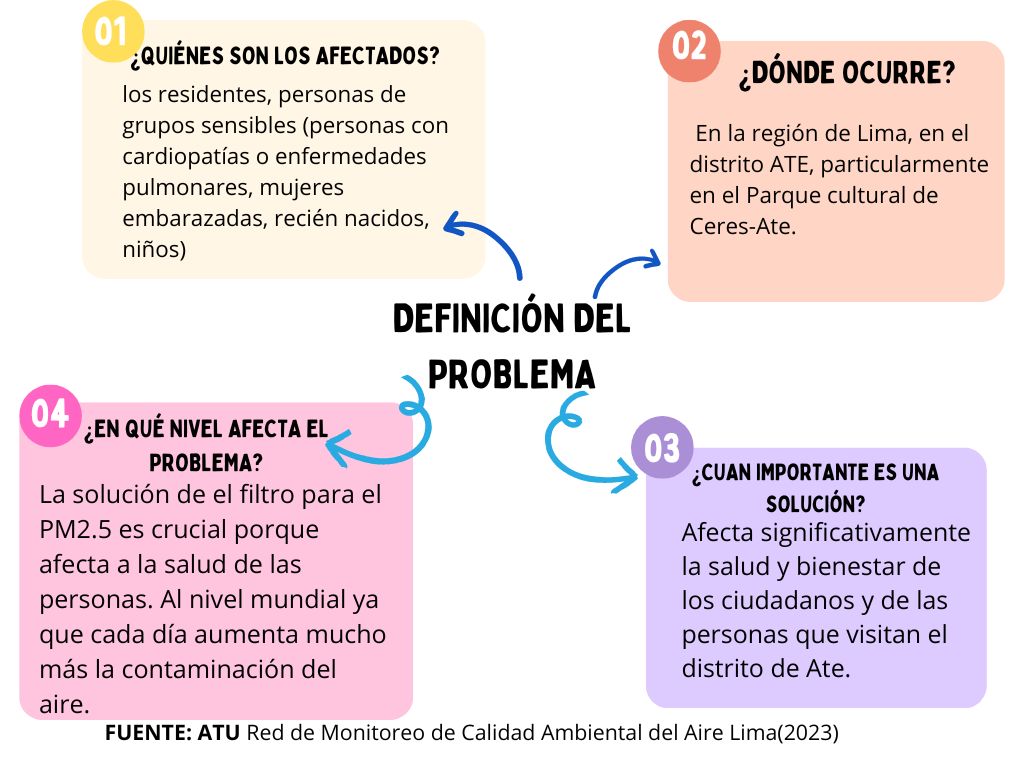 01
¿QUIÉNES SON LOS AFECTADOS?
los residentes, personas de
grupos sensibles (personas con
cardiopatías o enfermedades
pulmonares, mujeres
embarazadas, recién nacidos,
niños)
02
¿DÓNDE OCURRE?
En la región de Lima, en el
distrito ATE, particularmente
en el Parque cultural de
Ceres-Ate.
DEFINICIÓN DEL
PROBLEMA
04
¿EN QUÉ NIVEL AFECTA EL
PROBLEMA?
La solución de el filtro para el
PM2.5 es crucial porque
afecta a la salud de las
personas. Al nivel mundial ya
que cada día aumenta mucho
más la contaminación del
aire.
03
¿CUAN IMPORTANTE ES UNA
SOLUCIÓN?
Afecta significativamente
la salud y bienestar de
los ciudadanos y de las
personas que visitan el
distrito de Ate.
FUENTE: ATU Red de Monitoreo de Calidad Ambiental del Aire Lima(2023)